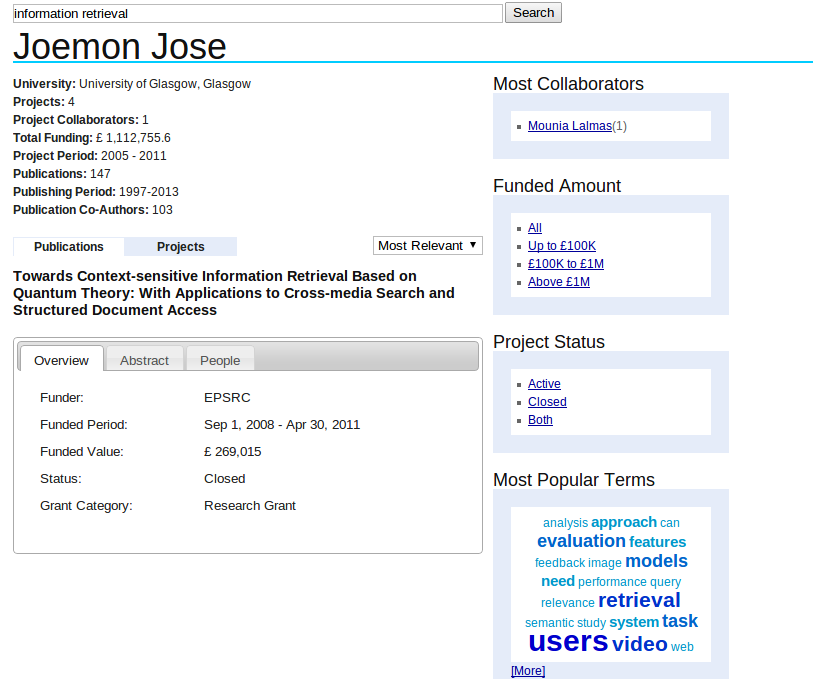 information retrieval
Search
Joemon Jose
University: University of Glasgow, Glasgow
Projects: 4
Project Collaborators: 1
Total Funding: £ 1,112,755.6
Project Period: 2005 - 2011
Publications: 147
Publishing Period: 1997-2013
Publication Co-Authors: 103
Publications
Projects
Most Relevant
Towards Context-sensitive Information Retrieval Based on
Quantum Theory: With Applications to Cross-media Search and
Structured Document Access
Overview
Abstract
People
Funder: EPSRC
Funded Period: Sep 1, 2008 - Apr 30, 2011
Funded Value: £ 269,015
Status: Closed
Grant Category: Research Grant
Most Collaborators
Mounia Lalmas(1)
Funded Amount
All
Up to £100K
£100K to £1M
Above £1M
Project Status
Active
Closed
Both
Most Popular Terms
analysis approach can
evaluation features
feedback image models
need performance query
relevance retrieval
semantic study system task
users video web
[More]